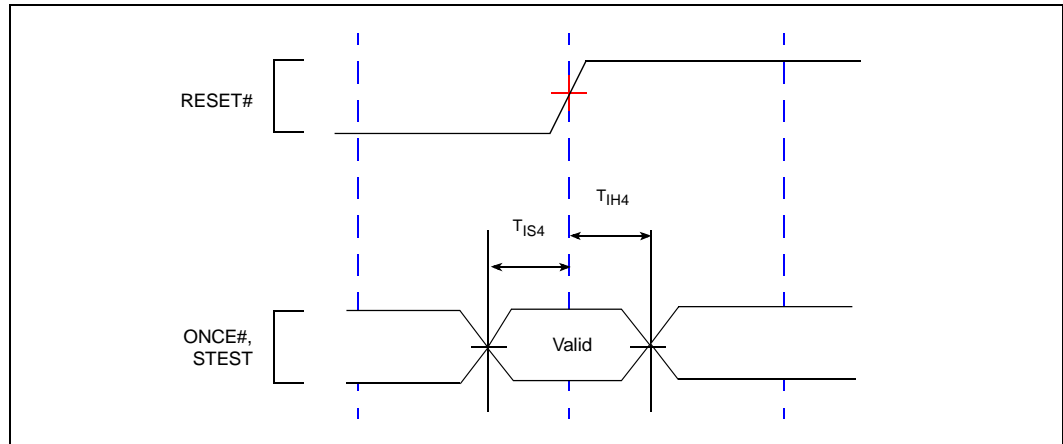 RESET#
T_IH4
T_IS4
ONCE#,
STEST
Valid